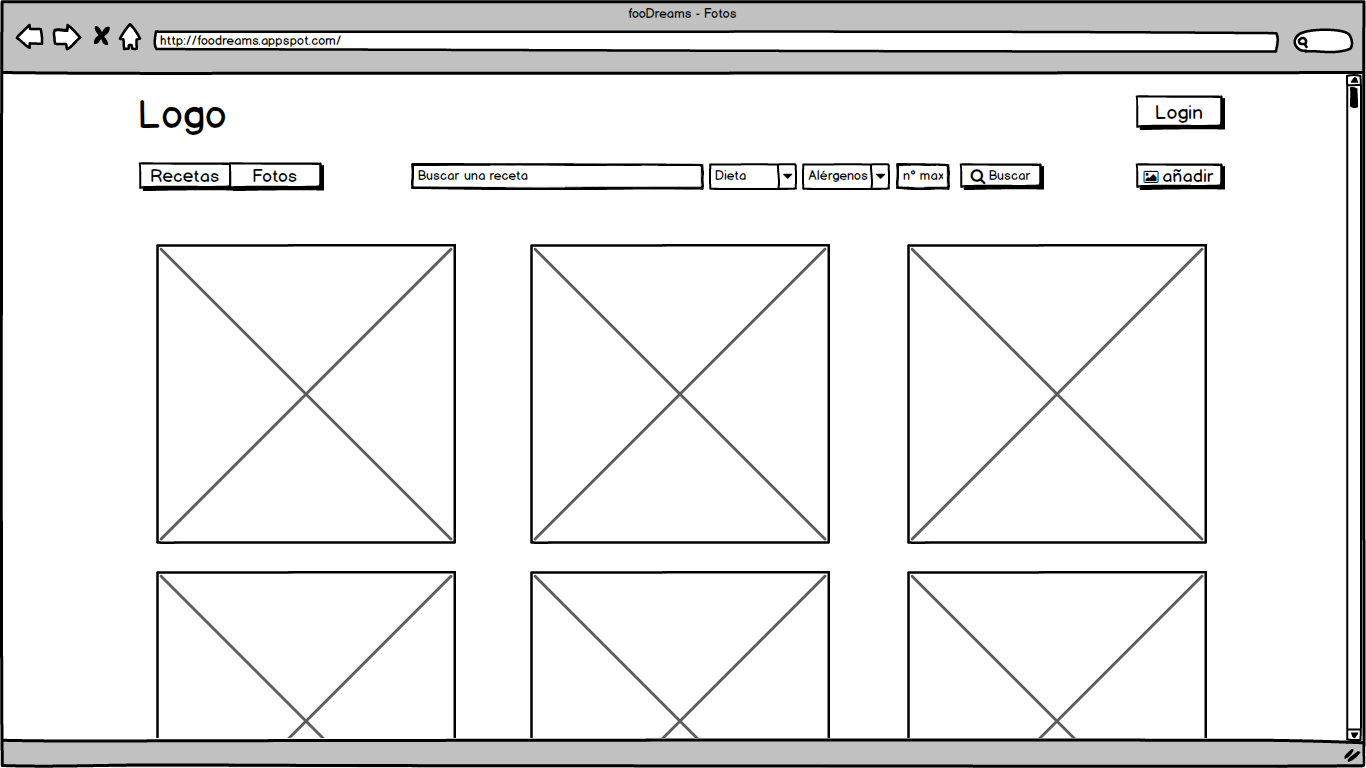 fooDreams - Fotos
http://foodreams.appspot.com/
Logo
Login
Recetas Fotos Buscar una receta Dieta Alérgenos nº max Buscar añadir